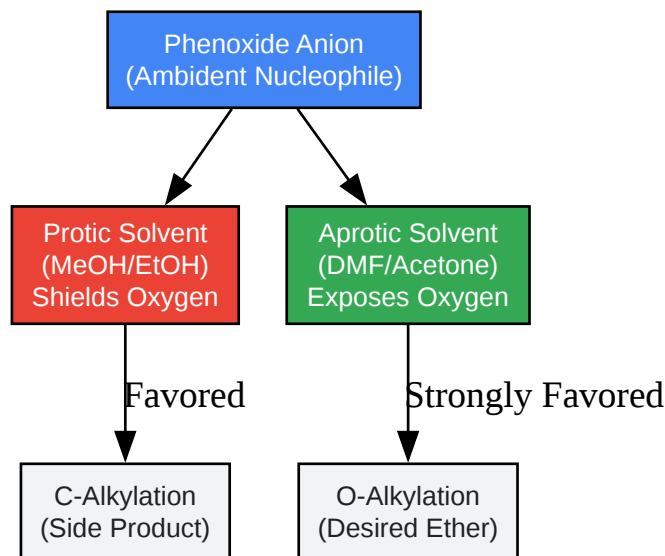 Phenoxide Anion
(Ambident Nucleophile)
Protic Solvent
(MeOH/EtOH)
Shields Oxygen
Aprotic Solvent
(DMF/Acetone)
Exposes Oxygen
Favored
Strongly Favored
C-Alkylation
(Side Product)
O-Alkylation
(Desired Ether)